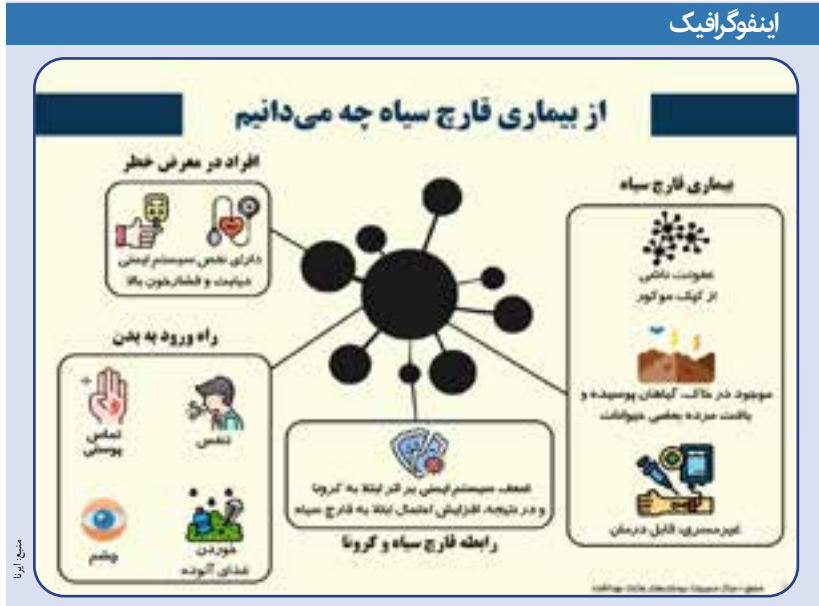 اینفوگرافیک
از بیماری قارچ سیاه چه می‌دانیم
بیماری قارچ سیاه
عفونت ناشی
از کپک موکور
موجود در خاک، گیاهان پوسیده و
بافت مرده بعضی حیوانات
غیرمسری، قابل درمان
افراد در معرض خطر
دارای نقص سیستم ایمنی
دیابت و فشارخون بالا
راه ورود به بدن
تنفس
تماس
پوستی
خوردن
غذای آلوده
چشم
ضعف سیستم ایمنی بر اثر ابتلا به کرونا
و در نتیجه، افزایش احتمال ابتلا به قارچ سیاه
رابطه قارچ سیاه و کرونا
منبع: ایرنا